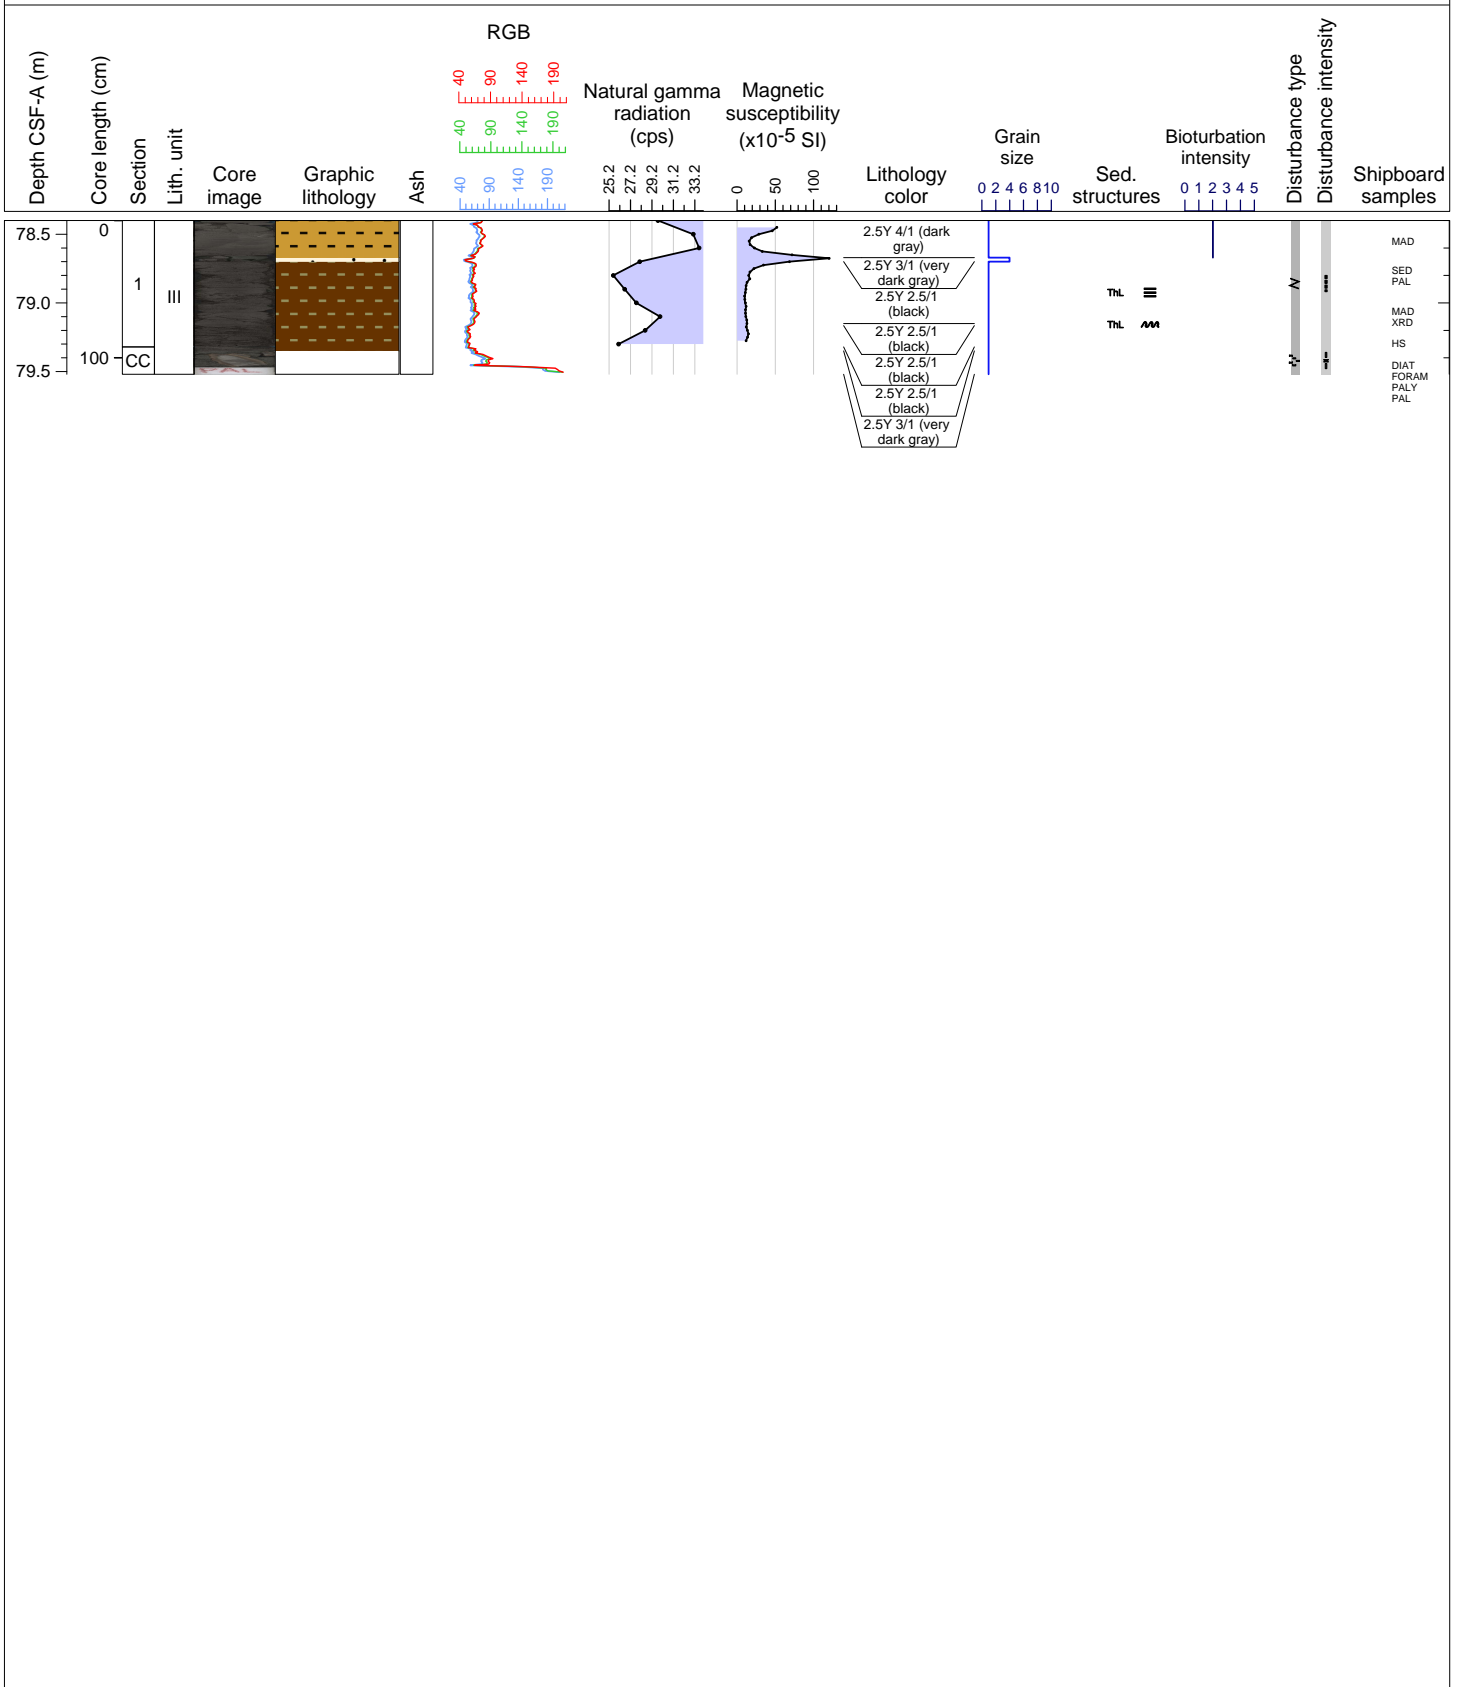 RGB
40 90 140 190
40 90 140 190
40 90 140 190
Depth CSF-A (m)
Core length (cm)
Section
Lith. unit
Core
image
Graphic
lithology
Ash
Natural gamma
radiation
(cps)
25.2 27.2 29.2 31.2 33.2
Magnetic
susceptibility
(x10-5 SI)
0 50 100
Lithology
color
Grain
size
0 2 4 6 8 10
Sed.
structures
Bioturbation
intensity
0 1 2 3 4 5
Disturbance type
Disturbance intensity
Shipboard
samples
78.5
79.0
79.5
0
100
1
CC
III
2.5Y 4/1 (dark
gray)
2.5Y 3/1 (very
dark gray)
2.5Y 2.5/1
(black)
2.5Y 2.5/1
(black)
2.5Y 2.5/1
(black)
2.5Y 2.5/1
(black)
2.5Y 3/1 (very
dark gray)
ThL
ThL
MAD
SED
PAL
MAD
XRD
HS
DIAT
FORAM
PALY
PAL